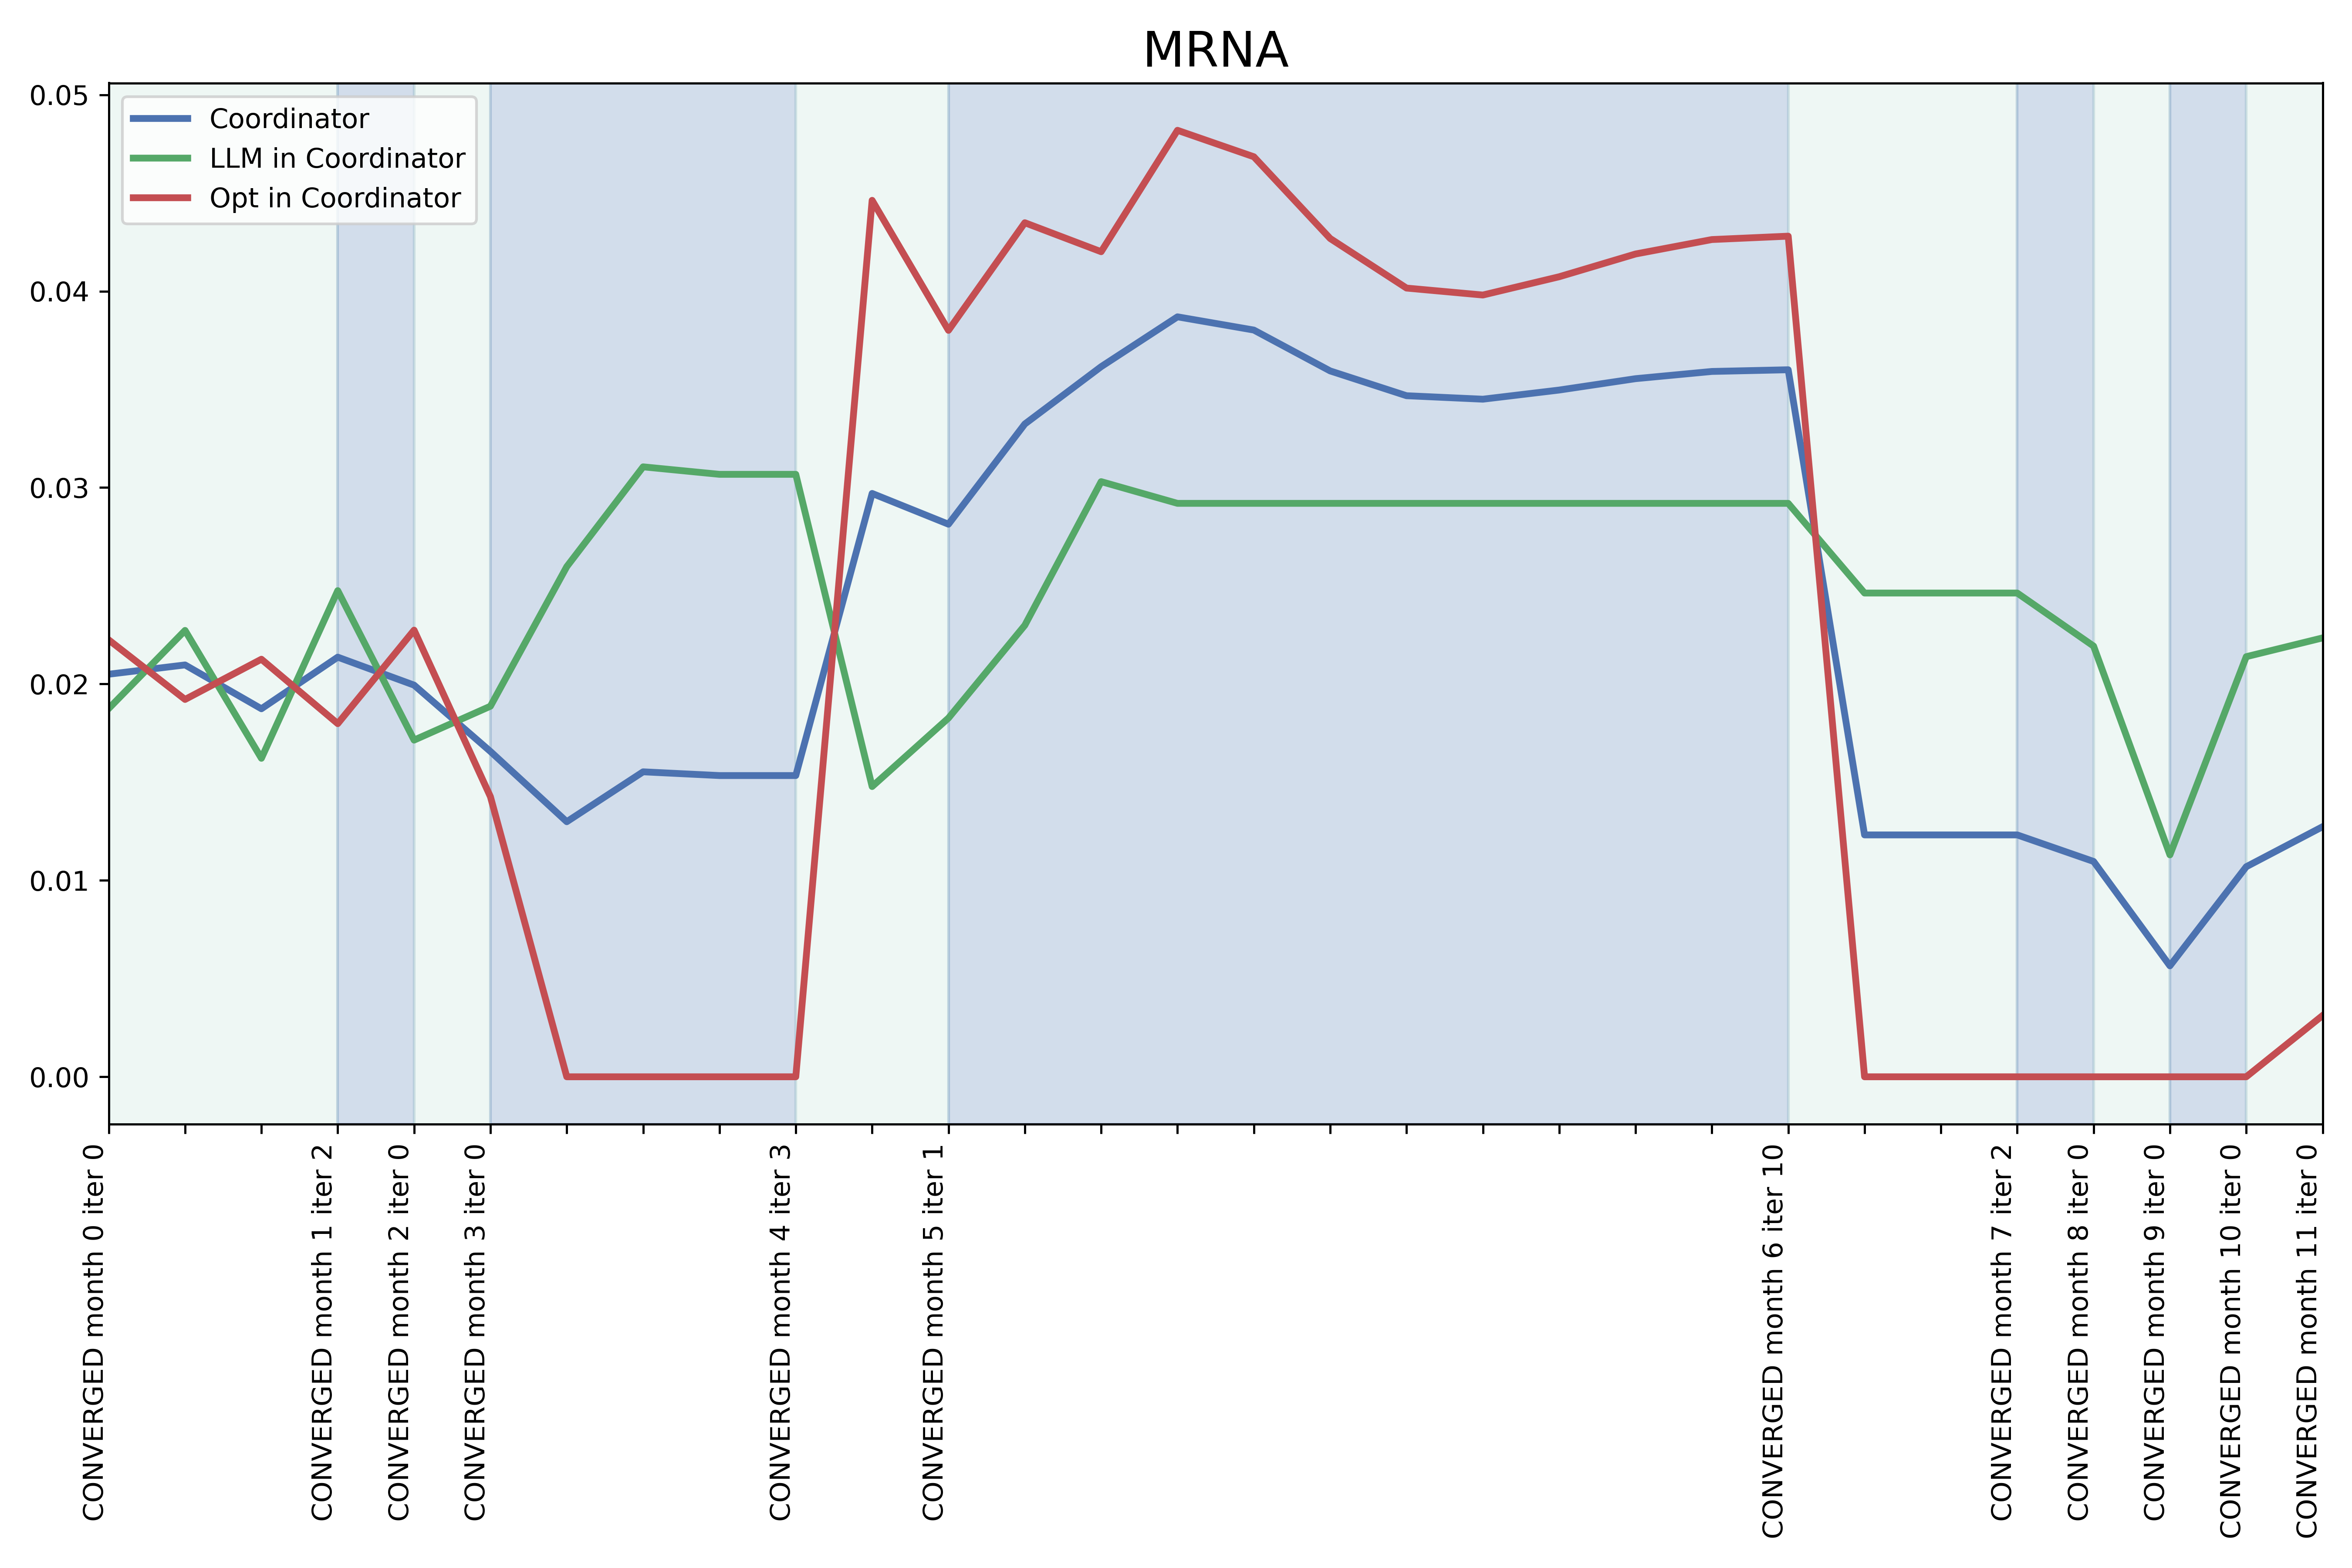 MRNA
Coordinator
LLM in Coordinator
Opt in Coordinator
0.05
0.04
0.03
0.02
0.01
0.00
CONVERGED month 0 iter 0
CONVERGED month 1 iter 2
CONVERGED month 2 iter 0
CONVERGED month 3 iter 0
CONVERGED month 4 iter 3
CONVERGED month 5 iter 1
CONVERGED month 6 iter 10
CONVERGED month 7 iter 2
CONVERGED month 8 iter 0
CONVERGED month 9 iter 0
CONVERGED month 10 iter 0
CONVERGED month 11 iter 0